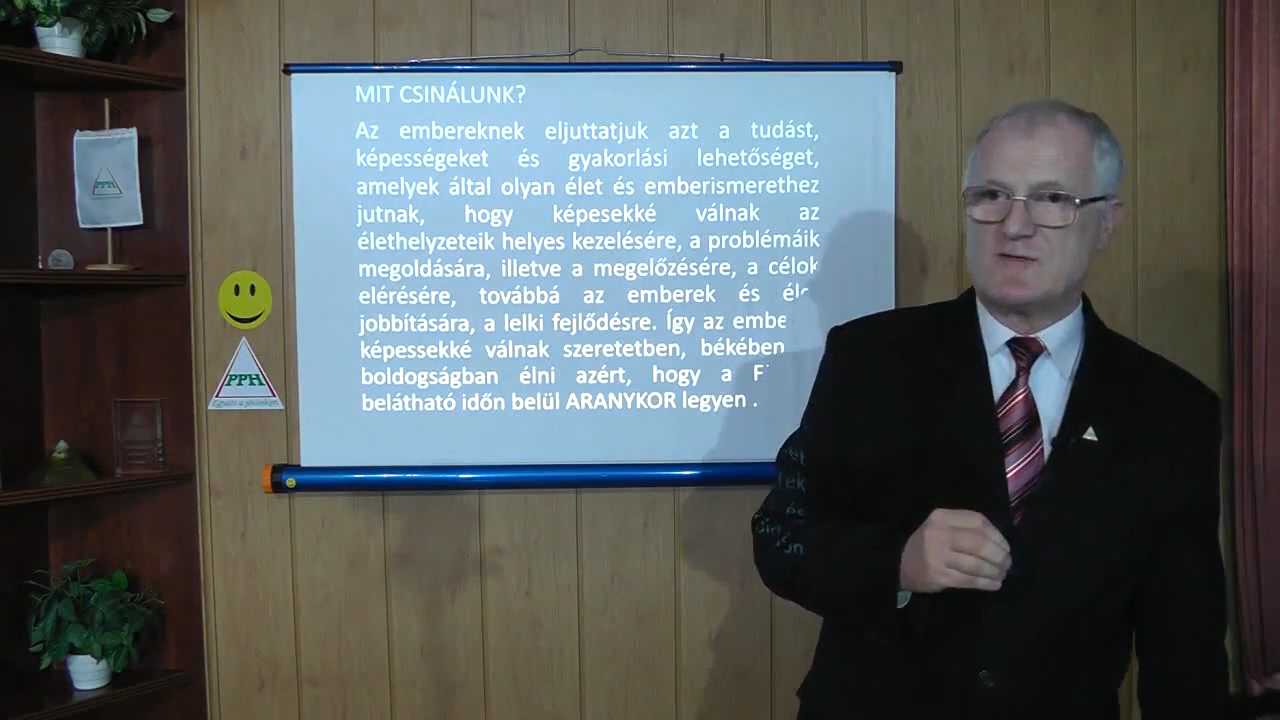 MIT CSINÁLUNK?
Az embereknek eljuttatjuk azt a tudást,
képességeket és gyakorlási lehetőséget,
amelyek által olyan élet és emberismerethez
jutnak, hogy képesekké válnak az
élethelyzeteik helyes kezelésére, a problémáik
megoldására, illetve a megelőzésére, a célok
elérésére, továbbá az emberek és
jobbítására, a lelki fejlődésre. Így az
képessekké válnak szeretetben, békében
boldogságban élni azért, hogy a
belátható időn belül ARANYKOR legyen .
PPH
PPH